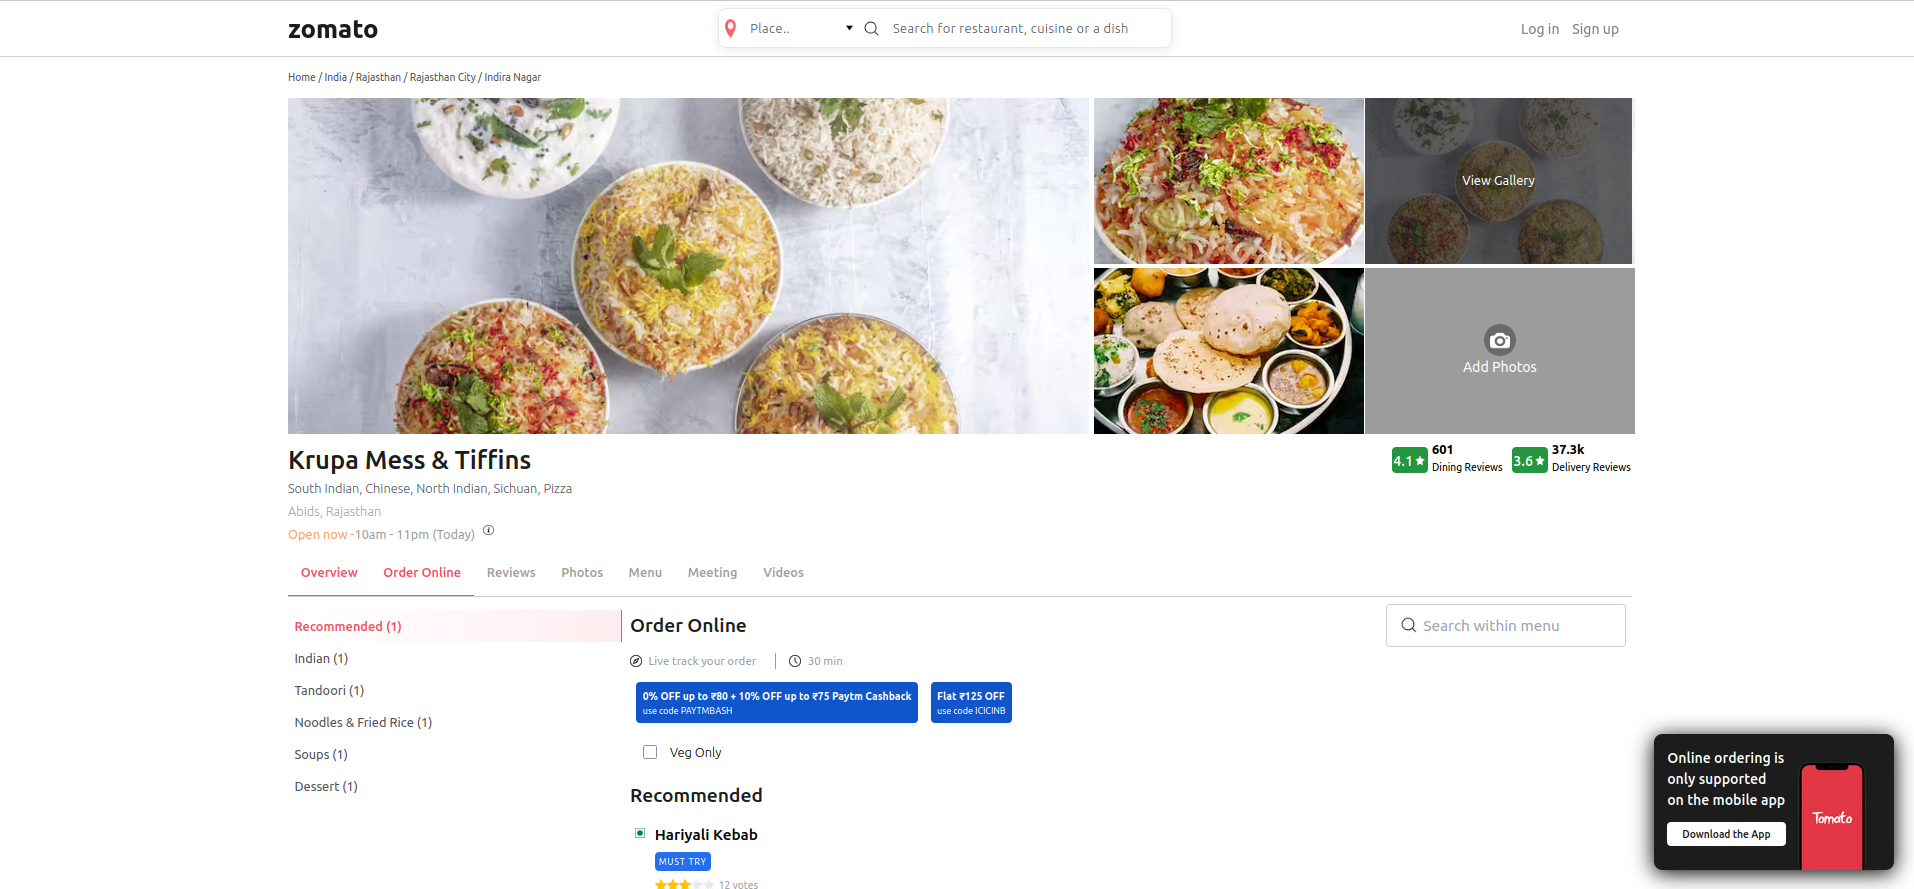 zomato
Place..
Search for restaurant, cuisine or a dish
Log in
Sign up
Home / India / Rajasthan / Rajasthan City / Indira Nagar
View Gallery
Add Photos
Krupa Mess & Tiffins
4.1★ 601 Dining Reviews
3.6★ 37.3k Delivery Reviews
South Indian, Chinese, North Indian, Sichuan, Pizza
Abids, Rajasthan
Open now -10am - 11pm (Today)
Overview
Order Online
Reviews
Photos
Menu
Meeting
Videos
Recommended (1)
Indian (1)
Tandoori (1)
Noodles & Fried Rice (1)
Soups (1)
Dessert (1)
Order Online
Search within menu
Live track your order
30 min
0% OFF up to ₹80 + 10% OFF up to ₹75 Paytm Cashback
use code PAYTMBASH
Flat ₹125 OFF
use code ICICINB
Veg Only
Recommended
Hariyali Kebab
MUST TRY
12 votes
Online ordering is
only supported
on the mobile app
Download the App
Tomato